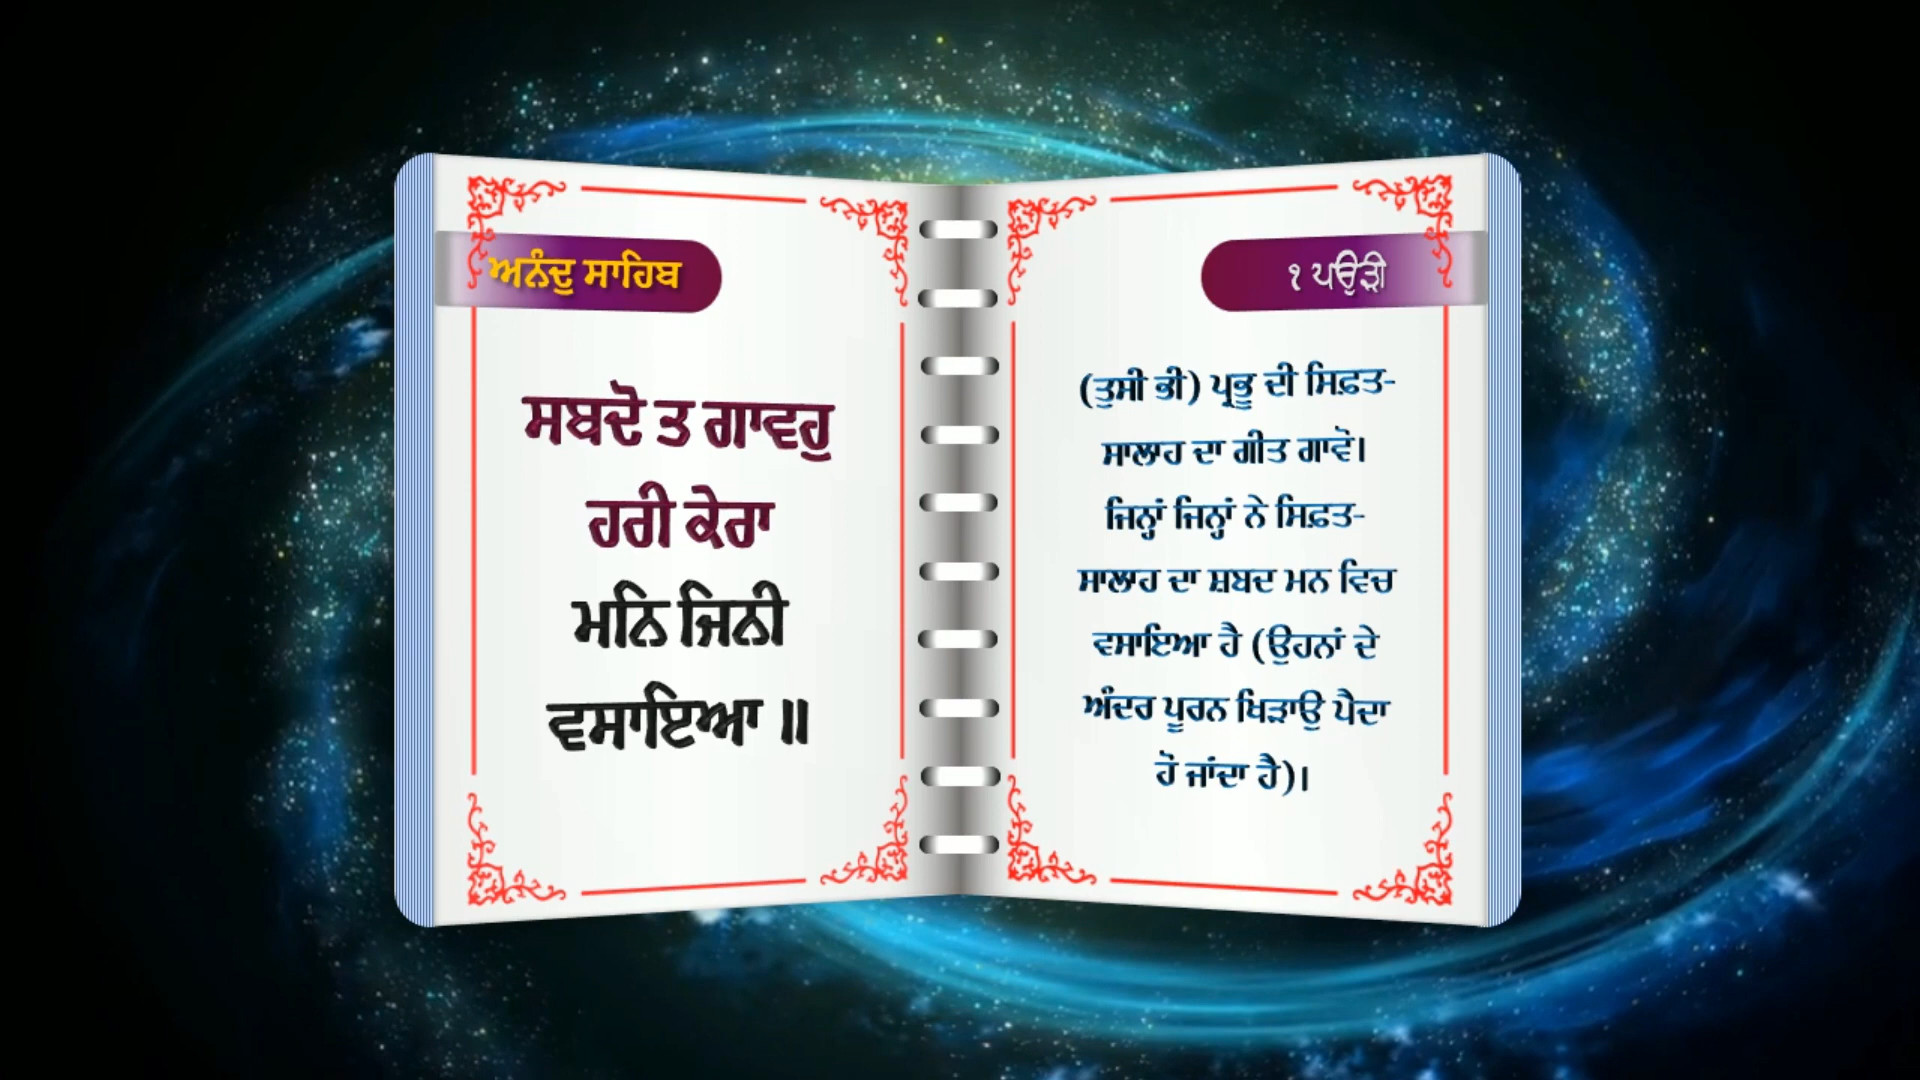 ਅਨੰਦੁ ਸਾਹਿਬ
ਸਬਦੋ ਤ ਗਾਵਹੁ
ਹਰੀ ਕੇਰਾ
ਮਨਿ ਜਿਨੀ
ਵਸਾਇਆ ॥
੧ ਪਉੜੀ
(ਤੁਸੀ ਭੀ) ਪ੍ਰਭੂ ਦੀ ਸਿਫ਼ਤ-
ਸਾਲਾਹ ਦਾ ਗੀਤ ਗਾਵੋ।
ਜਿਨ੍ਹਾਂ ਜਿਨ੍ਹਾਂ ਨੇ ਸਿਫ਼ਤ-
ਸਾਲਾਹ ਦਾ ਸ਼ਬਦ ਮਨ ਵਿਚ
ਵਸਾਇਆ ਹੈ (ਉਹਨਾਂ ਦੇ
ਅੰਦਰ ਪੂਰਨ ਖਿੜਾਉ ਪੈਦਾ
ਹੋ ਜਾਂਦਾ ਹੈ)।